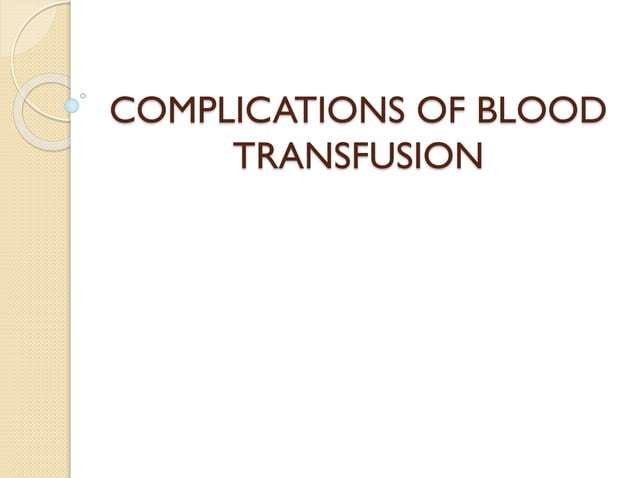 COMPLICATIONS OF BLOOD
TRANSFUSION